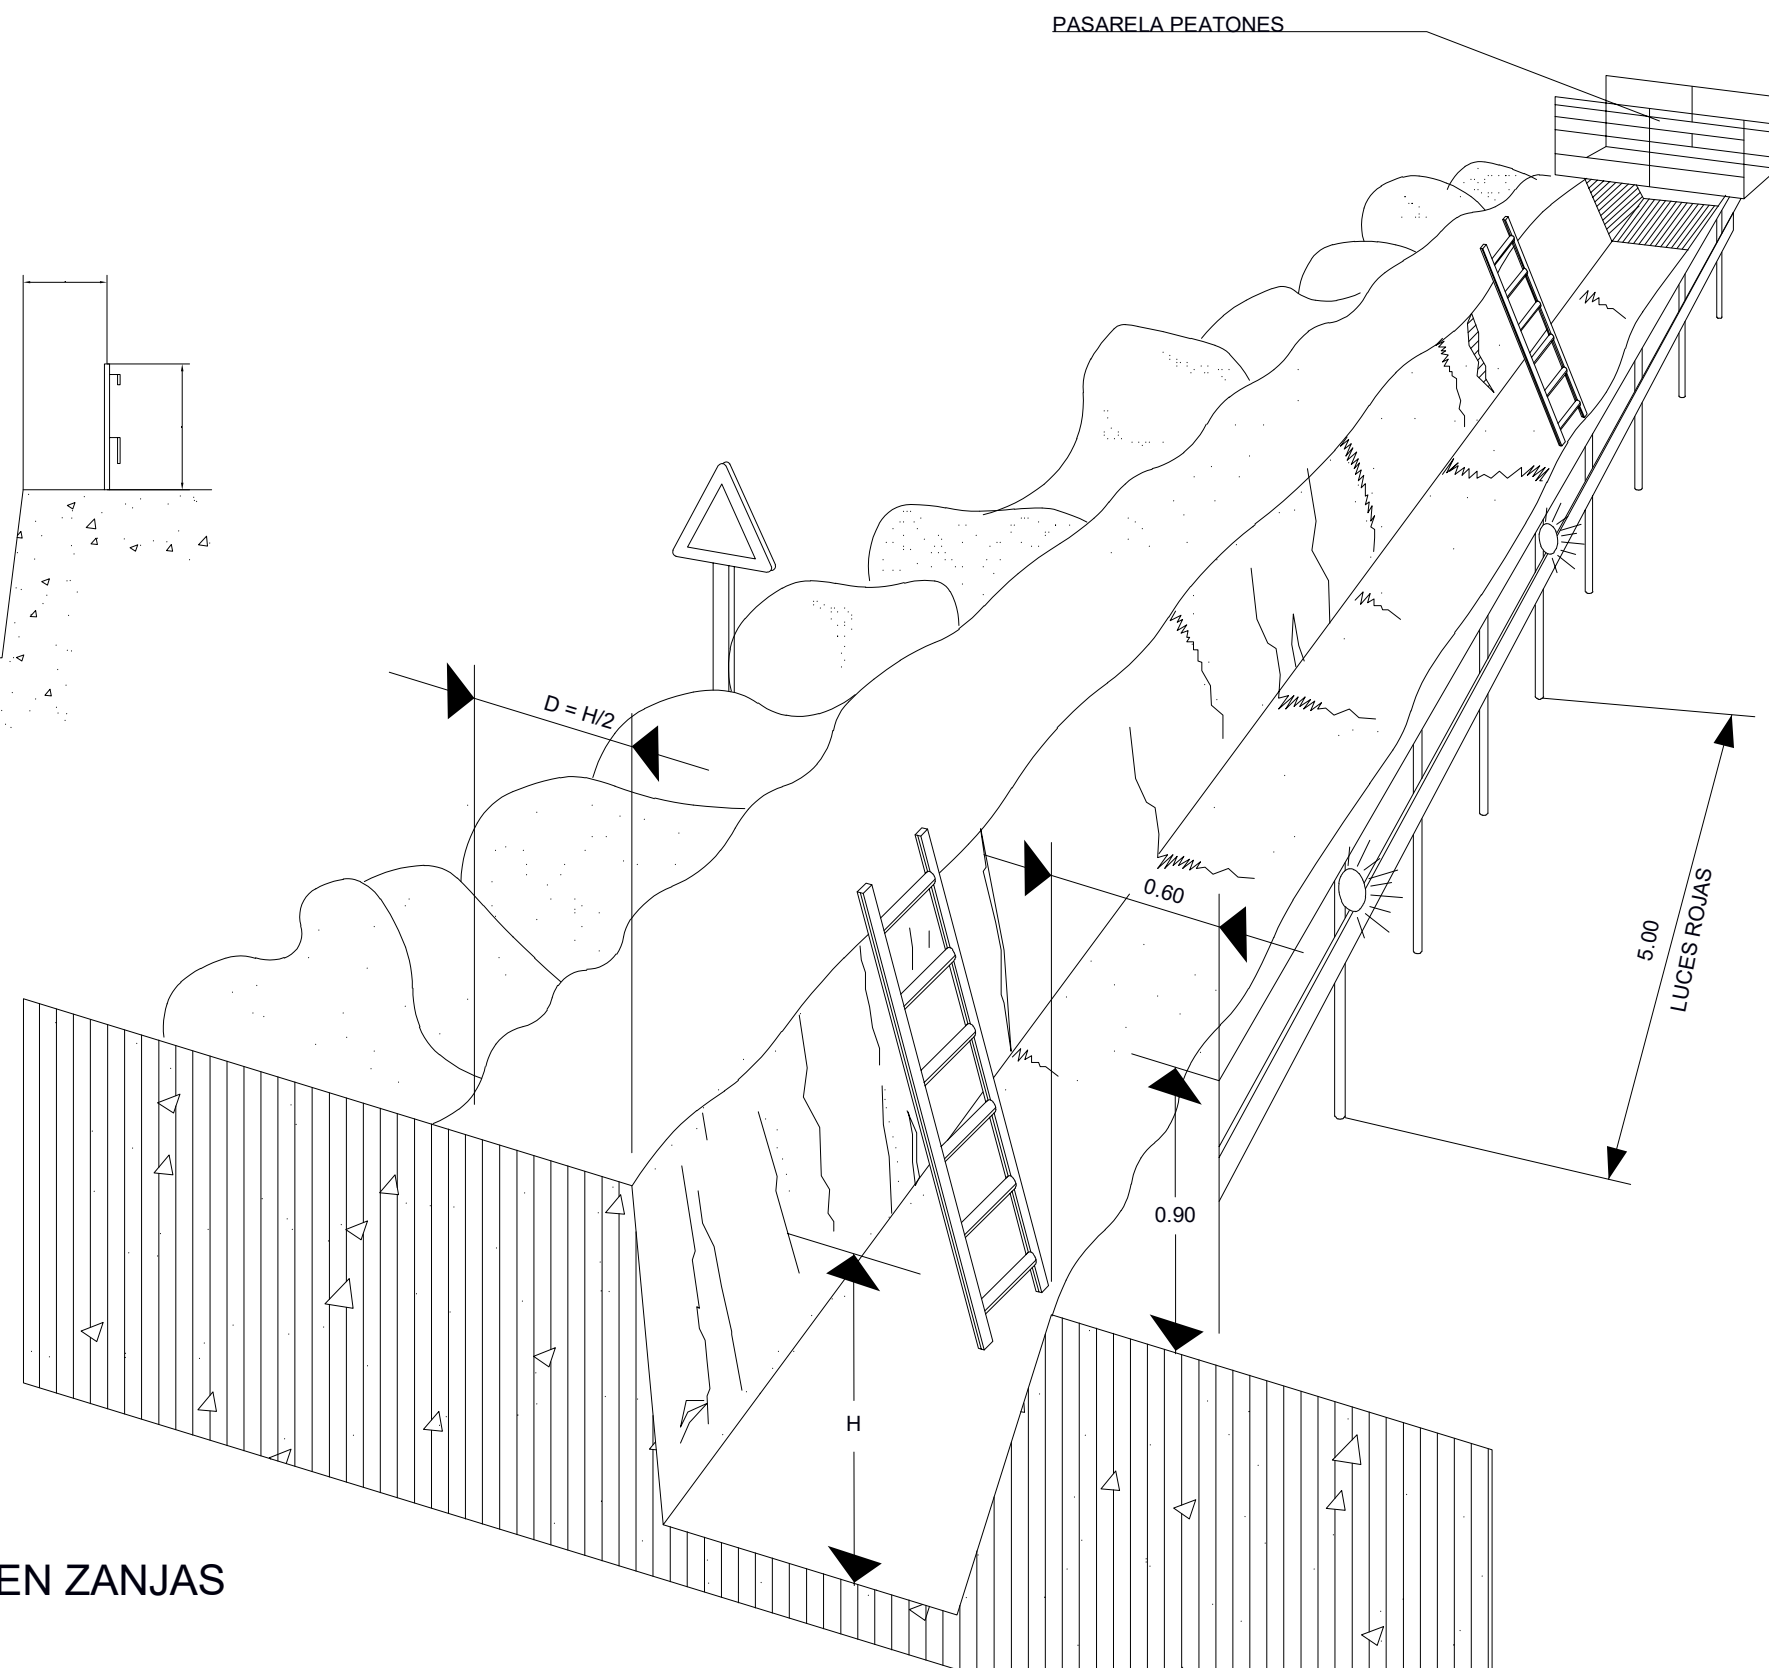 PASARELA PEATONES
D = H/2
0.60
5.00
LUCES ROJAS
0.90
H
EN ZANJAS